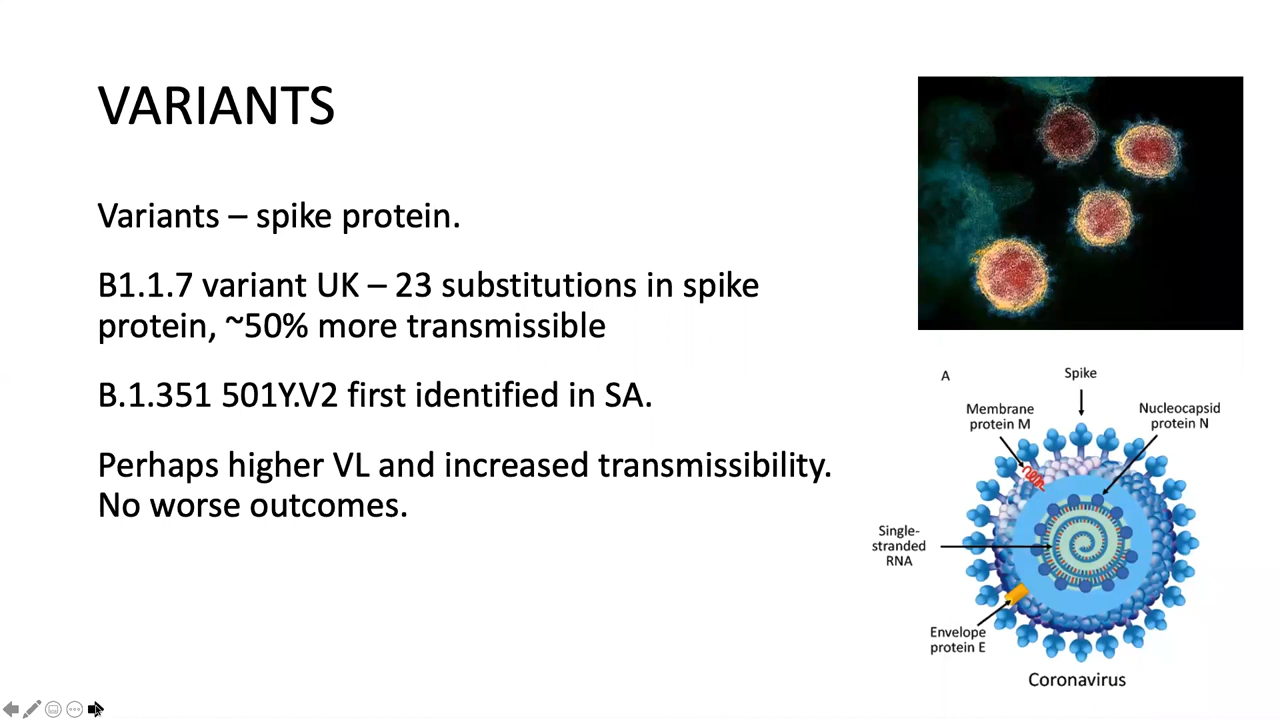 VARIANTS
Variants – spike protein.
B1.1.7 variant UK – 23 substitutions in spike
protein, ~50% more transmissible
B.1.351 501Y.V2 first identified in SA.
Perhaps higher VL and increased transmissibility.
No worse outcomes.
A
Spike
Membrane
protein M
Nucleocapsid
protein N
Single-
stranded
RNA
Envelope
protein E
Coronavirus